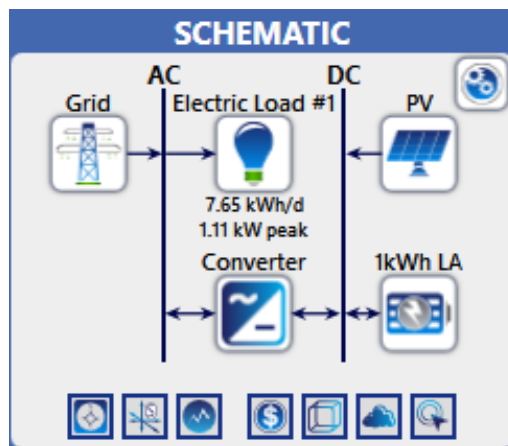 SCHEMATIC
AC DC
Grid Electric Load #1 PV
7.65 kWh/d
1.11 kW peak
Converter 1kWh LA